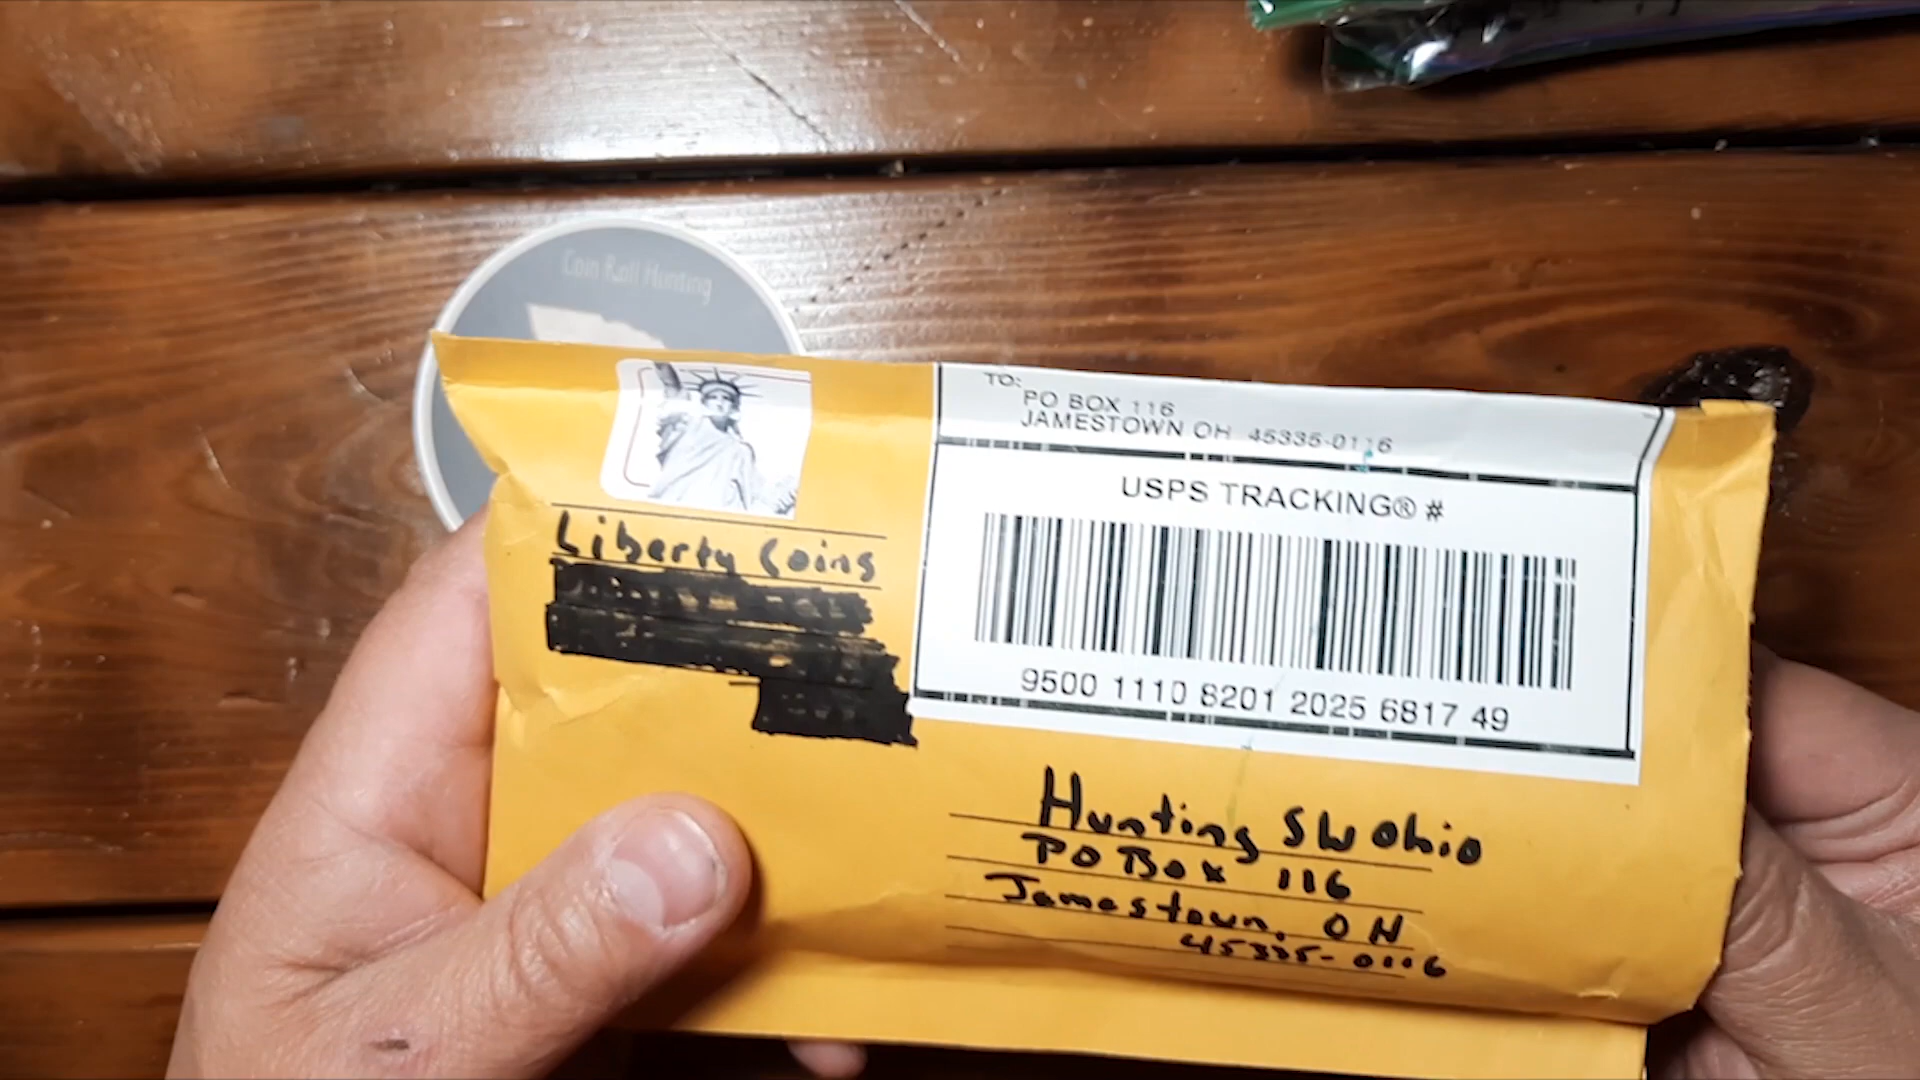 Coin Roll Hunting
TO:
PO BOX 116
JAMESTOWN OH 45335-0116
USPS TRACKING® #
9500 1110 8201 2025 6817 49
Liberty Coins
Hunting SW Ohio
PO Box 116
Jamestown, OH
45335-0116